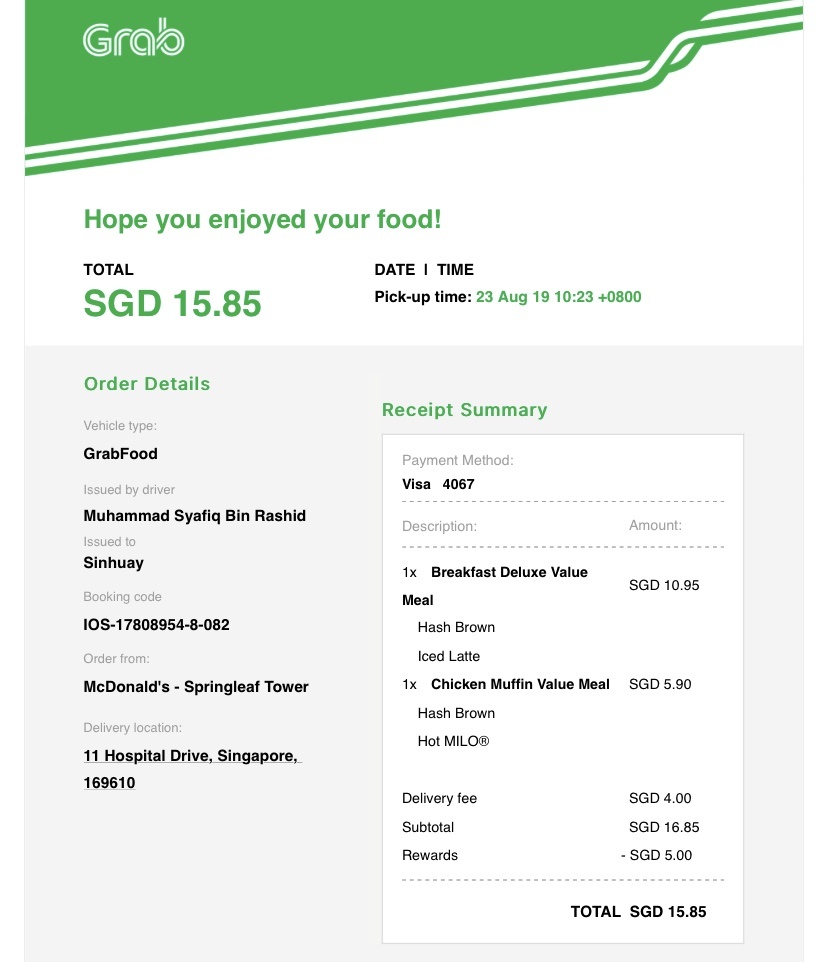 Grab
Hope you enjoyed your food!
TOTAL
SGD 15.85
DATE | TIME
Pick-up time: 23 Aug 19 10:23 +0800
Order Details
Vehicle type:
GrabFood
Issued by driver
Muhammad Syafiq Bin Rashid
Issued to
Sinhuay
Booking code
IOS-17808954-8-082
Order from:
McDonald's - Springleaf Tower
Delivery location:
11 Hospital Drive, Singapore,
169610
Receipt Summary
Payment Method:
Visa 4067
Description: Amount:
1x Breakfast Deluxe Value
Meal
SGD 10.95
Hash Brown
Iced Latte
1x Chicken Muffin Value Meal SGD 5.90
Hash Brown
Hot MILO®
Delivery fee SGD 4.00
Subtotal SGD 16.85
Rewards - SGD 5.00
TOTAL SGD 15.85